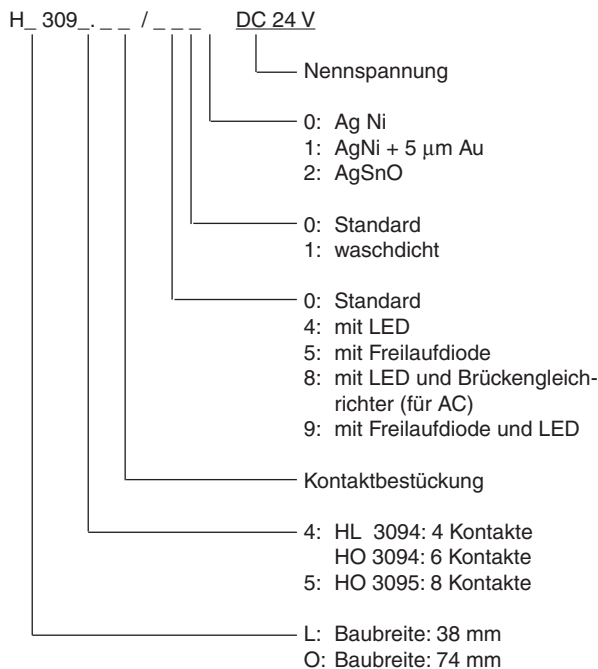 H_ 309_._ _ /_ _ _ DC 24 V
Nennspannung
0: Ag Ni
1: AgNi + 5 μm Au
2: AgSnO
0: Standard
1: waschdicht
0: Standard
4: mit LED
5: mit Freilaufdiode
8: mit LED und Brückengleich-
richter (für AC)
9: mit Freilaufdiode und LED
Kontaktbestückung
4: HL 3094: 4 Kontakte
HO 3094: 6 Kontakte
5: HO 3095: 8 Kontakte
L: Baubreite: 38 mm
O: Baubreite: 74 mm